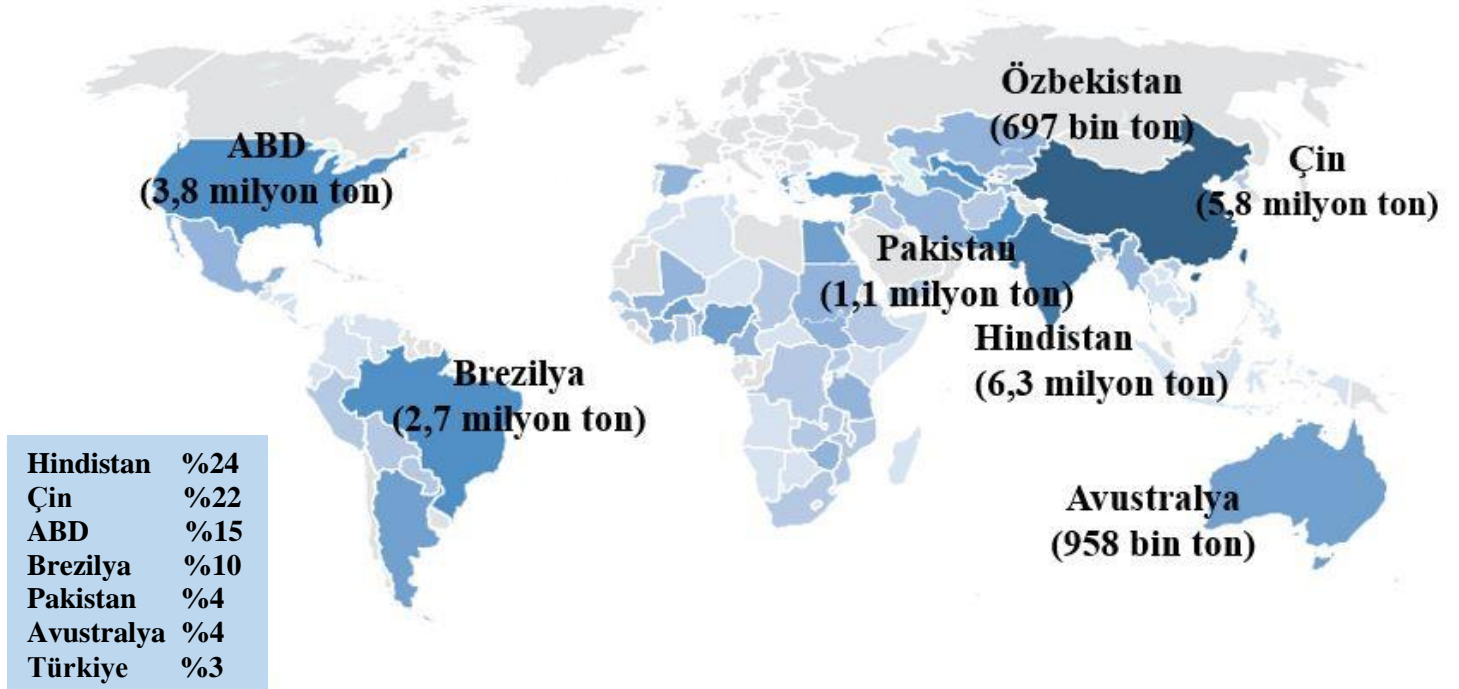 Özbekistan
(697 bin ton)
ABD
(3,8 milyon ton)
Çin
(5,8 milyon ton)
Pakistan
(1,1 milyon ton)
Hindistan
(6,3 milyon ton)
Brezilya
(2,7 milyon ton)
Avustralya
(958 bin ton)
Hindistan %24
Çin %22
ABD %15
Brezilya %10
Pakistan %4
Avustralya %4
Türkiye %3